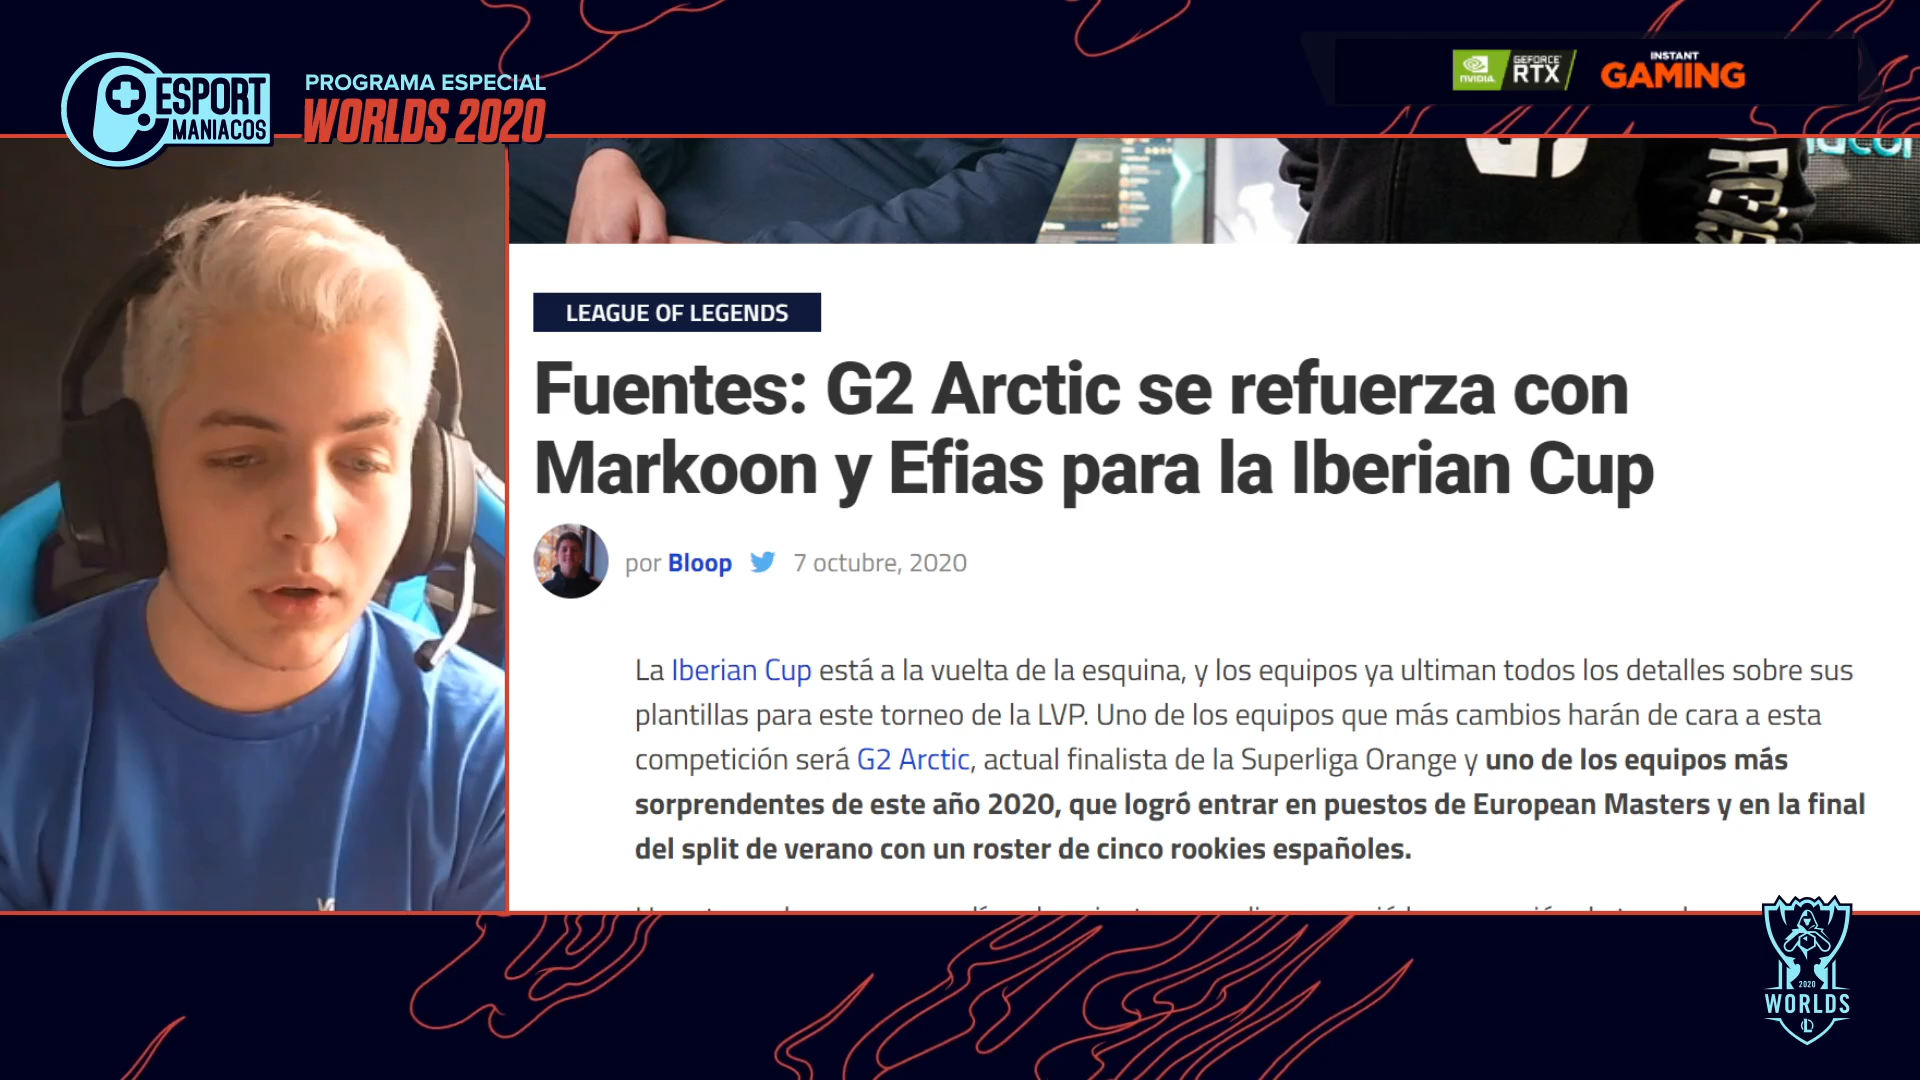 ESPORT
MANIACOS
PROGRAMA ESPECIAL
WORLDS 2020
NVIDIA.
GEFORCE
RTX
INSTANT
GAMING
LEAGUE OF LEGENDS
Fuentes: G2 Arctic se refuerza con
Markoon y Efias para la Iberian Cup
por Bloop 7 octubre, 2020
La Iberian Cup está a la vuelta de la esquina, y los equipos ya ultiman todos los detalles sobre sus
plantillas para este torneo de la LVP. Uno de los equipos que más cambios harán de cara a esta
competición será G2 Arctic, actual finalista de la Superliga Orange y uno de los equipos más
sorprendentes de este año 2020, que logró entrar en puestos de European Masters y en la final
del split de verano con un roster de cinco rookies españoles.
2020
WORLDS